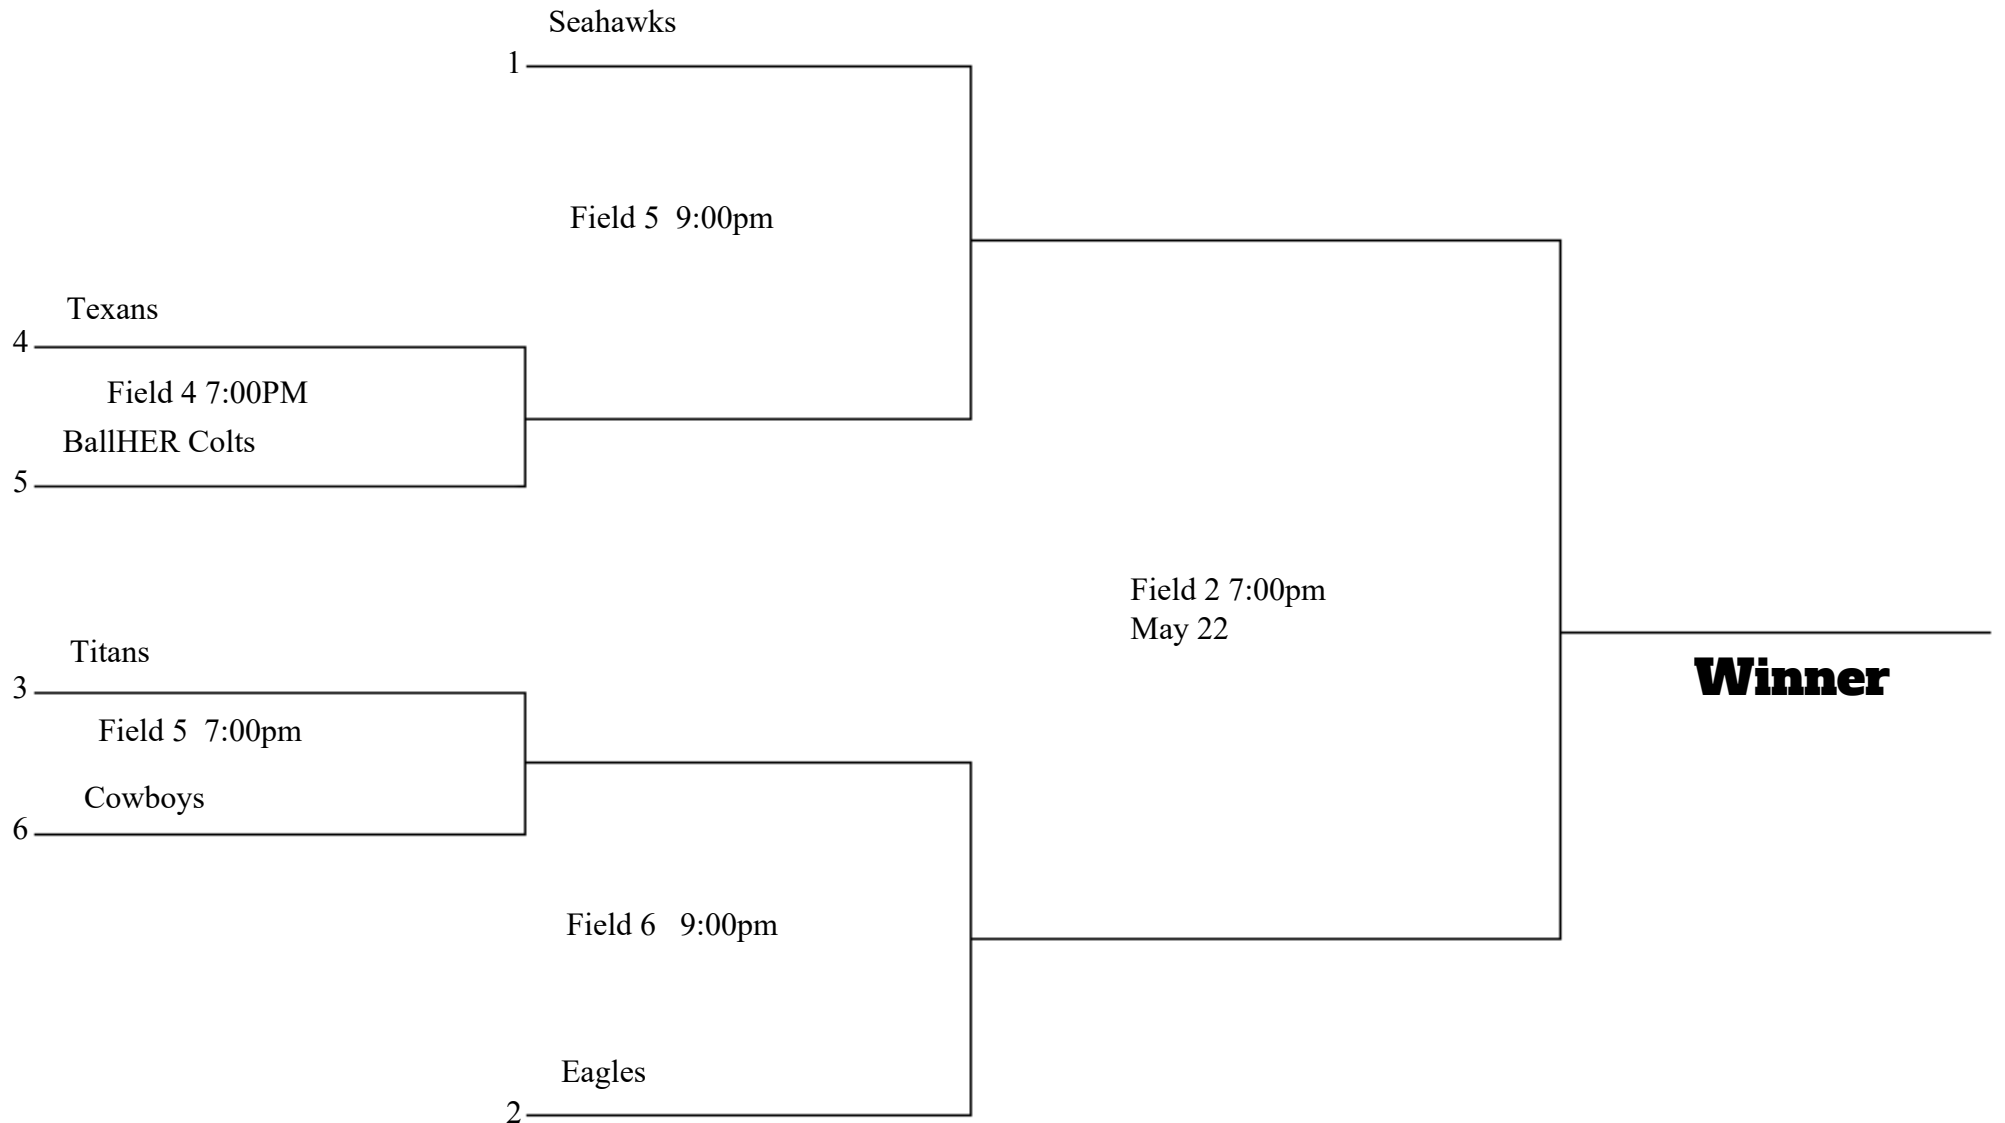 Seahawks
1
Field 5  9:00pm
Texans
4
Field 4 7:00PM
BallHER Colts
5
Field 2 7:00pm
May 22
Titans
3
Winner
Field 5  7:00pm
Cowboys
6
Field 6   9:00pm
Eagles
2